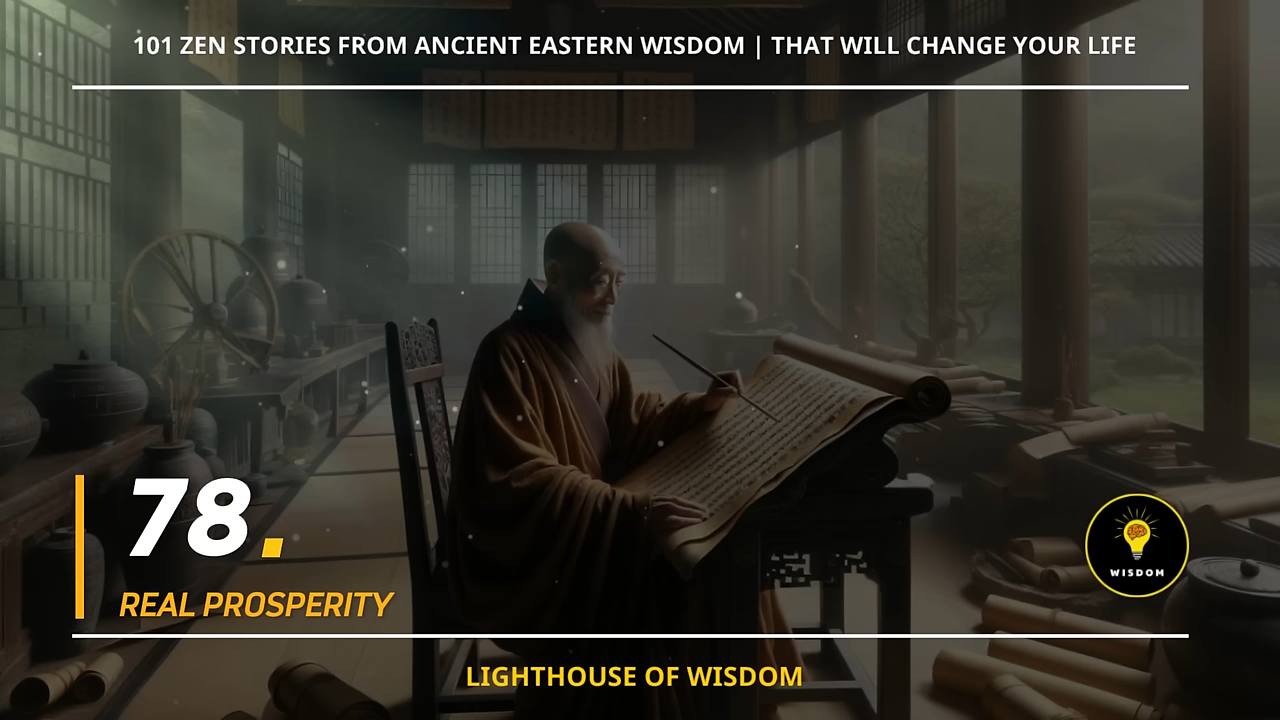 101 ZEN STORIES FROM ANCIENT EASTERN WISDOM | THAT WILL CHANGE YOUR LIFE
78.
REAL PROSPERITY
WISDOM
LIGHTHOUSE OF WISDOM